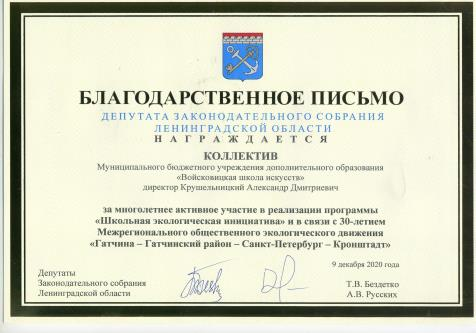 БЛАГОДАРСТВЕННОЕ ПИСЬМО
ДЕПУТАТА ЗАКОНОДАТЕЛЬНОГО СОБРАНИЯ
ЛЕНИНГРАДСКОЙ ОБЛАСТИ
НАГРАЖДАЕТСЯ
КОЛЛЕКТИВ
Муниципального бюджетного учреждения дополнительного образования
«Войсковицкая школа искусств»
директор Крушельницкий Александр Дмитриевич
за многолетнее активное участие в реализации программы
«Школьная экологическая инициатива» и в связи с 30-летием
Межрегионального общественного экологического движения
«Гатчина – Гатчинский район – Санкт-Петербург – Кронштадт»
9 декабря 2020 года
Депутаты
Законодательного собрания
Ленинградской области
Т.В. Бездетко
А.В. Русских